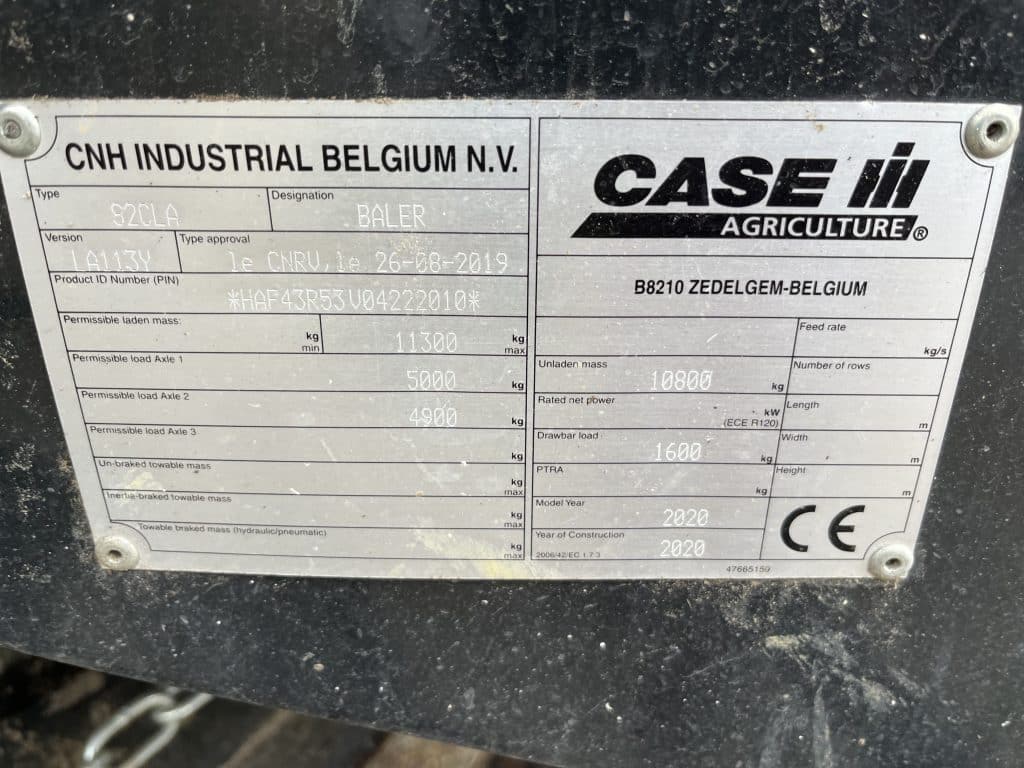 CNH INDUSTRIAL BELGIUM N.V.
Type
S2CLA
Designation
BALER
Version
LA113Y
Type approval
le CNRV,le 26-08-2019
Product ID Number (PIN)
*HAF43R53V04222010*
Permissible laden mass:
kg
min
11300
kg
max
Permissible load Axle 1
5000
kg
Permissible load Axle 2
4900
kg
Permissible load Axle 3
kg
Un-braked towable mass
kg
max
Inertia-braked towable mass
kg
max
Towable braked mass (hydraulic/pneumatic)
kg
max
CASE IH
AGRICULTURE®
B8210 ZEDELGEM-BELGIUM
Feed rate
kg/s
Unladen mass
10800
kg
Number of rows
Rated net power
kW
(ECE R120)
Length
m
Drawbar load
1600
kg
Width
m
PTRA
kg
Height
m
Model Year
2020
Year of Construction
2006/42/EC 1.7.3
2020
CE
47665159